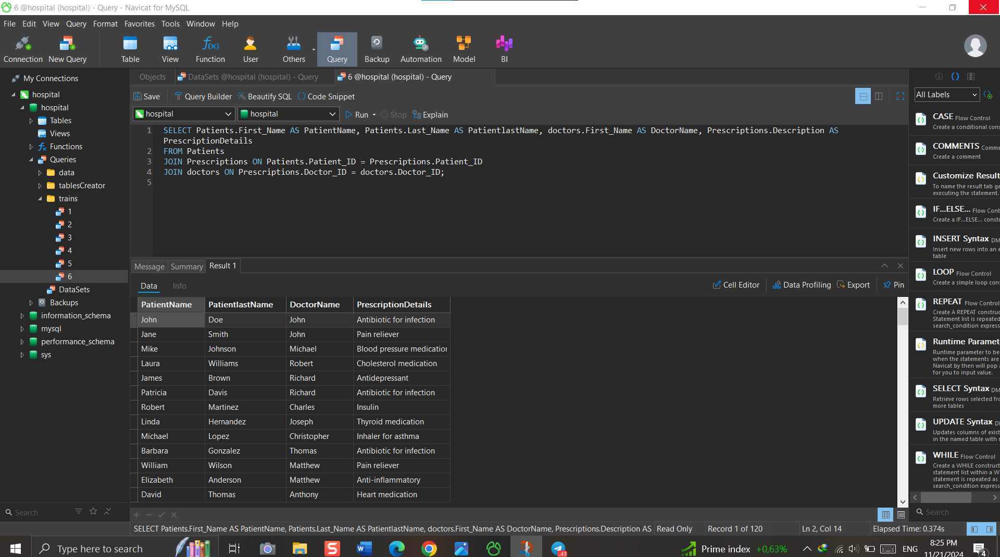 6 @hospital (hospital) - Query - Navicat for MySQL
File Edit View Query Format Favorites Tools Window Help
Connection New Query Table View Function User Others Query Backup Automation Model BI
My Connections
hospital
hospital
Tables
Views
Functions
Queries
data
tablesCreator
trains
1
2
3
4
5
6
DataSets
Backups
information_schema
mysql
performance_schema
sys
Search
Objects DataSets @hospital (hospital) - Query 6 @hospital (hospital) - Query
Save Query Builder Beautify SQL Code Snippet
hospital hospital Run Stop Explain
1 SELECT Patients.First_Name AS PatientName, Patients.Last_Name AS PatientlastName, doctors.First_Name AS DoctorName, Prescriptions.Description AS
PrescriptionDetails
2 FROM Patients
3 JOIN Prescriptions ON Patients.Patient_ID = Prescriptions.Patient_ID
4 JOIN doctors ON Prescriptions.Doctor_ID = doctors.Doctor_ID;
5
Message Summary Result 1
Data Info Cell Editor Data Profiling Export Pin
PatientName PatientlastName DoctorName PrescriptionDetails
John Doe John Antibiotic for infection
Jane Smith John Pain reliever
Mike Johnson Michael Blood pressure medication
Laura Williams Robert Cholesterol medication
James Brown Richard Antidepressant
Patricia Davis Richard Antibiotic for infection
Robert Martinez Charles Insulin
Linda Hernandez Joseph Thyroid medication
Michael Lopez Christopher Inhaler for asthma
Barbara Gonzalez Thomas Antibiotic for infection
William Wilson Matthew Pain reliever
Elizabeth Anderson Matthew Anti-inflammatory
David Thomas Anthony Heart medication
SELECT Patients.First_Name AS PatientName, Patients.Last_Name AS PatientlastName, doctors.First_Name AS DoctorName, Prescriptions.Description AS Read Only Record 1 of 120 Ln 2, Col 14 Elapsed Time: 0.374s
All Labels
CASE Flow Control
Create a conditional cons
COMMENTS Comme
Create a comment
Customize Result
To name the result tab ge
executing the statement.
IF...ELSE... Flow Cont
Create a IF...ELSE... constr
INSERT Syntax DM
Insert new rows into an e
table
LOOP Flow Control
Create a simple loop cons
REPEAT Flow Control
Create A REPEAT construc
Statement list is repeated
search_condition express
Runtime Paramet
Runtime parameter to be
when the statements are
Navicat by then will pop a
for you to input value.
SELECT Syntax DM
Retrieve rows selected fro
more tables
UPDATE Syntax D
Updates columns of exist
in the named table with n
WHILE Flow Control
Create a WHILE construct
statement list within a W
statement is repeated as
search_condition express
Search
Type here to search
Prime index +0,63% ENG 8:25 PM
11/21/2024
43
4